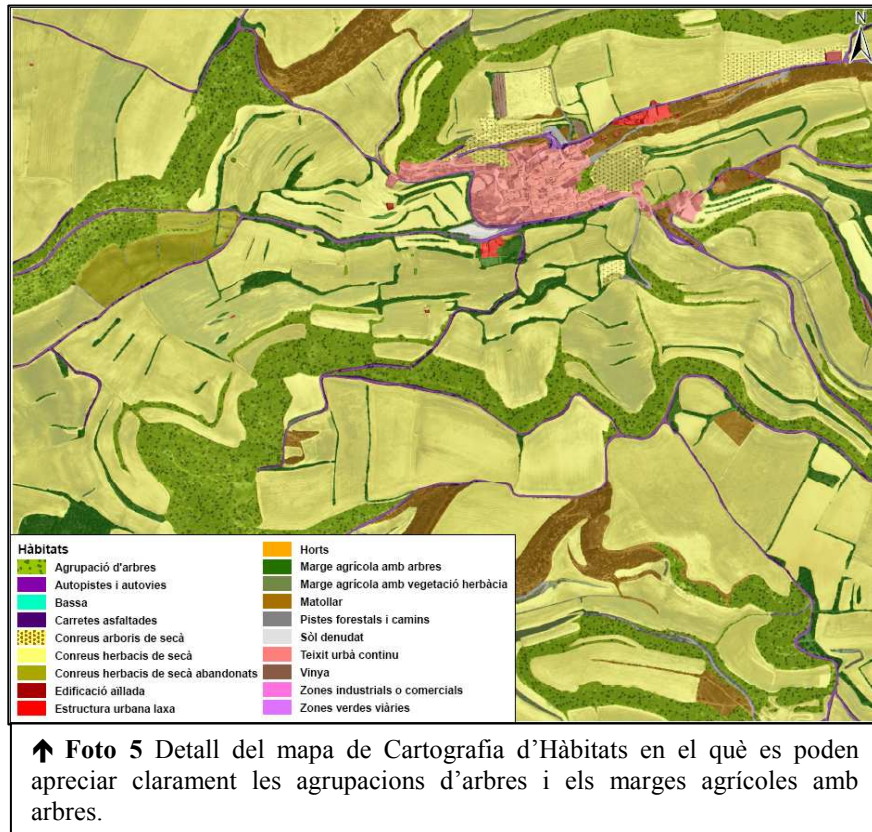 N
Hàbitats
Agrupació d'arbres
Autopistes i autovies
Bassa
Carretes asfaltades
Conreus arboris de secà
Conreus herbacis de secà
Conreus herbacis de secà abandonats
Edificació aïllada
Estructura urbana laxa
Horts
Marge agrícola amb arbres
Marge agrícola amb vegetació herbàcia
Matollar
Pistes forestals i camins
Sòl denudat
Teixit urbà continu
Vinya
Zones industrials o comercials
Zones verdes viàries
↑ Foto 5 Detall del mapa de Cartografia d'Hàbitats en el què es poden
apreciar clarament les agrupacions d'arbres i els marges agrícoles amb
arbres.